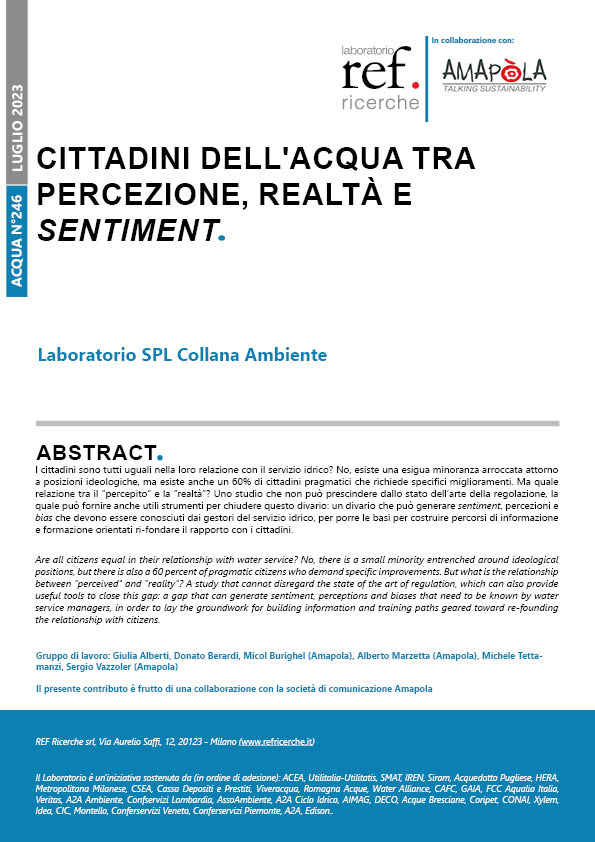 LUGLIO 2023
ACQUA N°246
laboratorio
ref.
ricerche
In collaborazione con:
AMAPÒLA
TALKING SUSTAINABILITY
CITTADINI DELL'ACQUA TRA
PERCEZIONE, REALTÀ E
SENTIMENT.
Laboratorio SPL Collana Ambiente
ABSTRACT.
I cittadini sono tutti uguali nella loro relazione con il servizio idrico? No, esiste una esigua minoranza arroccata attorno
a posizioni ideologiche, ma esiste anche un 60% di cittadini pragmatici che richiede specifici miglioramenti. Ma quale
relazione tra il "percepito" e la "realtà"? Uno studio che non può prescindere dallo stato dell'arte della regolazione, la
quale può fornire anche utili strumenti per chiudere questo divario: un divario che può generare sentiment, percezioni e
bias che devono essere conosciuti dai gestori del servizio idrico, per porre le basi per costruire percorsi di informazione
e formazione orientati ri-fondare il rapporto con i cittadini.
Are all citizens equal in their relationship with water service? No, there is a small minority entrenched around ideological
positions, but there is also a 60 percent of pragmatic citizens who demand specific improvements. But what is the relationship
between "perceived" and "reality"? A study that cannot disregard the state of the art of regulation, which can also provide
useful tools to close this gap: a gap that can generate sentiment, perceptions and biases that need to be known by water
service managers, in order to lay the groundwork for building information and training paths geared toward re-founding
the relationship with citizens.
Gruppo di lavoro: Giulia Alberti, Donato Berardi, Micol Burighel (Amapola), Alberto Marzetta (Amapola), Michele Tetta-
manzi, Sergio Vazzoler (Amapola)
Il presente contributo è frutto di una collaborazione con la società di comunicazione Amapola
REF Ricerche srl, Via Aurelio Saffi, 12, 20123 - Milano (www.refricerche.it)
Il Laboratorio è un'iniziativa sostenuta da (in ordine di adesione): ACEA, Utilitalia-Utilitatis, SMAT, IREN, Siram, Acquedotto Pugliese, HERA,
Metropolitana Milanese, CSEA, Cassa Depositi e Prestiti, Viveracqua, Romagna Acque, Water Alliance, CAFC, GAIA, FCC Aqualia Italia,
Veritas, A2A Ambiente, Confservizi Lombardia, AssoAmbiente, A2A Ciclo Idrico, AIMAG, DECO, Acque Bresciane, Coripet, CONAI, Xylem,
Idea, CIC, Montello, Conferservizi Veneto, Conferservizi Piemonte, A2A, Edison..